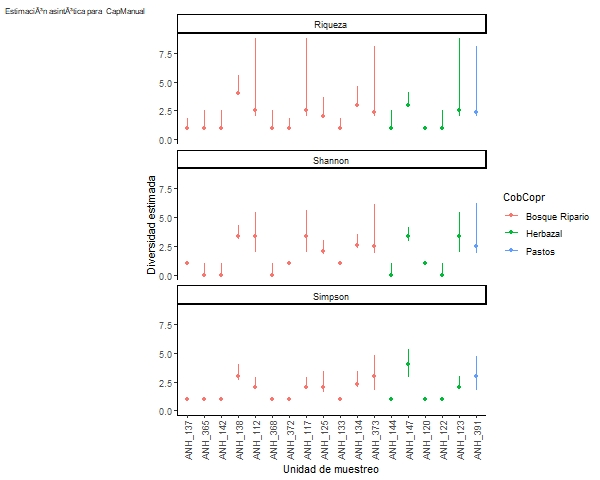 EstimaciÃ³n asintÃ³tica para CapManual
Riqueza
7.5
5.0
2.5
0.0
Shannon
7.5
5.0
2.5
0.0
Simpson
7.5
5.0
2.5
0.0
Diversidad estimada
ANH_137
ANH_365
ANH_142
ANH_138
ANH_112
ANH_368
ANH_372
ANH_117
ANH_125
ANH_133
ANH_134
ANH_373
ANH_144
ANH_147
ANH_120
ANH_122
ANH_123
ANH_391
Unidad de muestreo
CobCopr
Bosque Ripario
Herbazal
Pastos